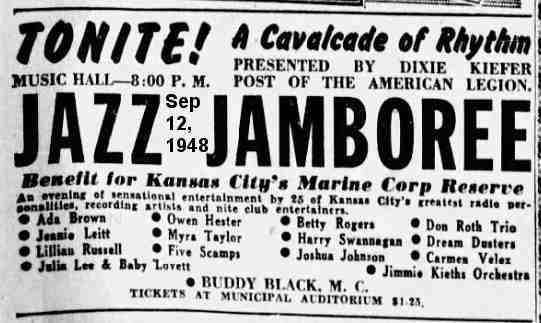 TONITE! A Cavalcade of Rhythm
MUSIC HALL—8:00 P. M.
PRESENTED BY DIXIE KIEFER
POST OF THE AMERICAN LEGION.
JAZZ JAMBOREE
Sep
12,
1948
Benefit for Kansas City's Marine Corp Reserve
An evening of sensational entertainment by 25 of Kansas City's greatest radio per-
sonalities, recording artists and nite club entertainers.
● Ada Brown ● Owen Hester ● Betty Rogers ● Don Roth Trio
● Jeanie Leitt ● Myra Taylor ● Harry Swannagan ● Dream Dusters
● Lillian Russell ● Five Scamps ● Joshua Johnson ● Carmen Velez
● Julia Lee & Baby Lovett ● Jimmie Kieths Orchestra
● BUDDY BLACK, M. C.
TICKETS AT MUNICIPAL AUDITORIUM $1.25.